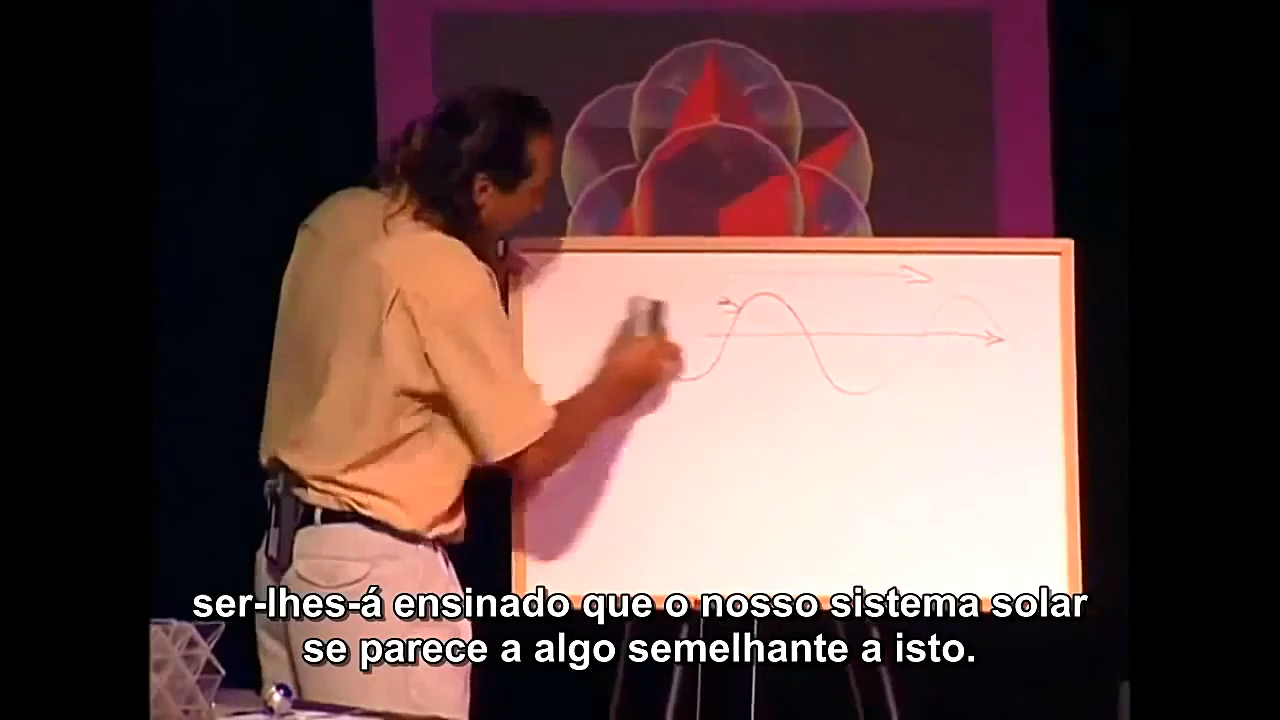 ser-lhes-á ensinado que o nosso sistema solar
se parece a algo semelhante a isto.